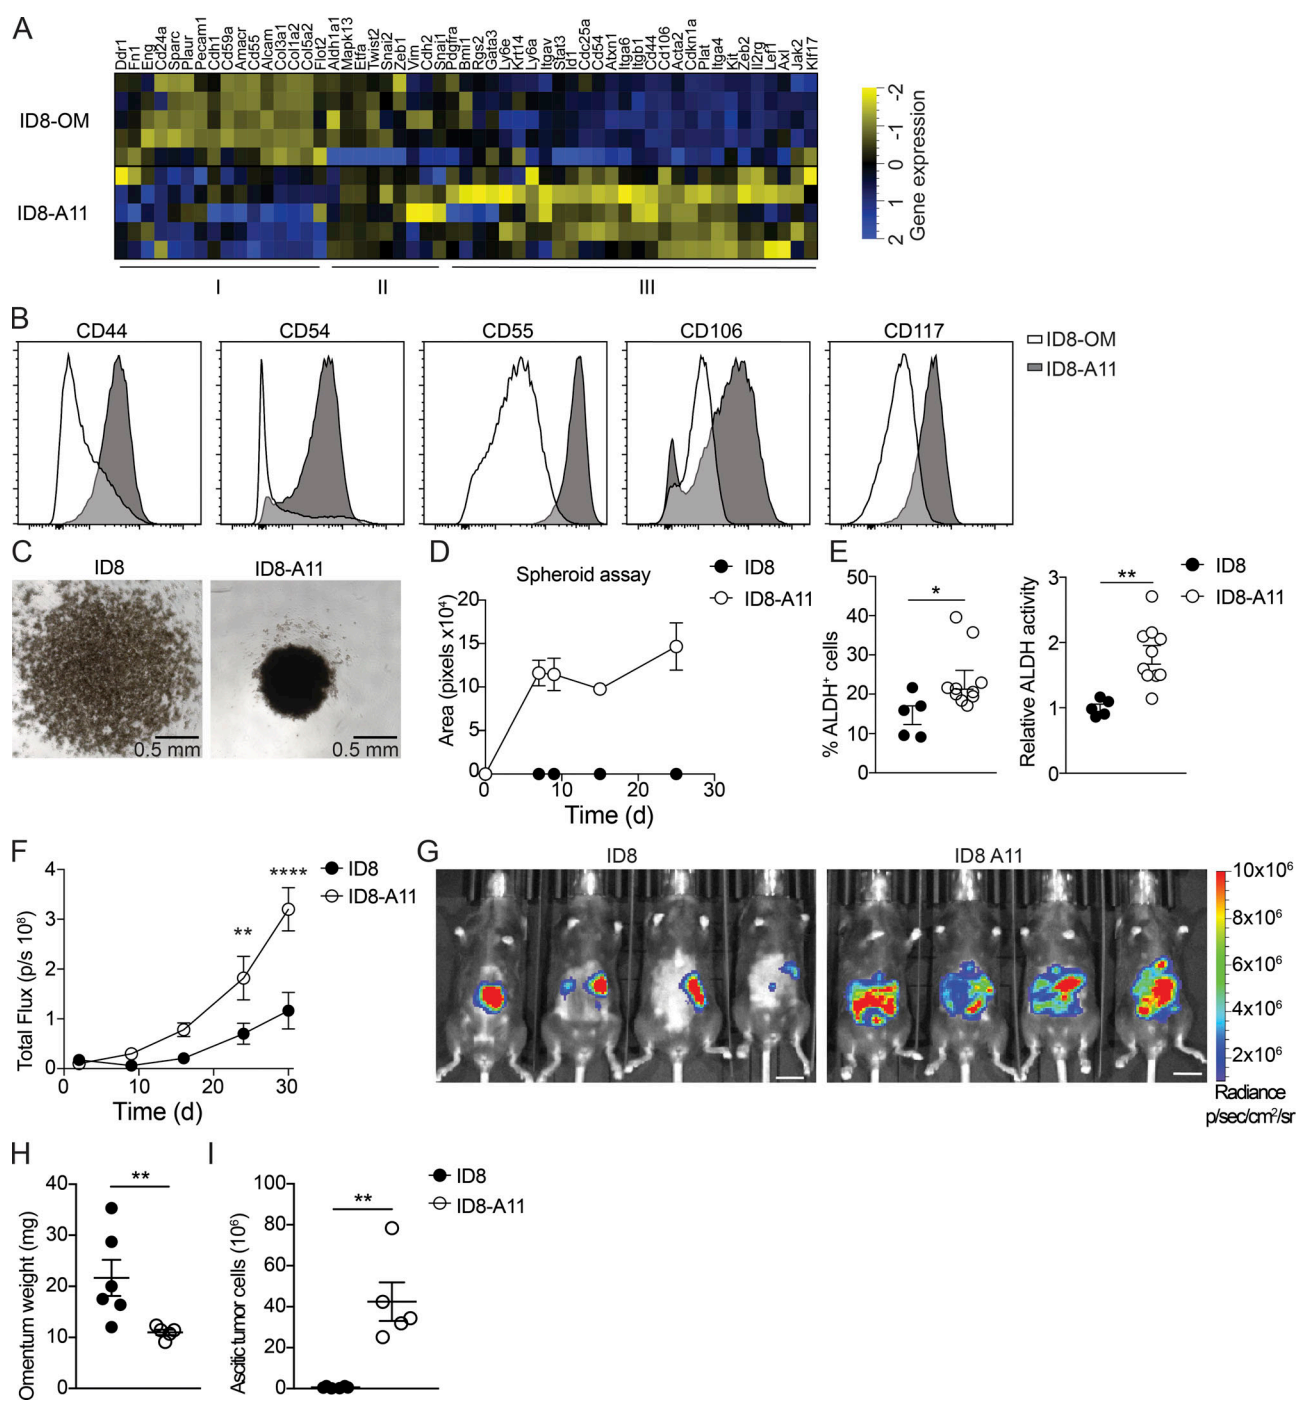 A
Ddr1 Fn1 Eng Cd24a Sparc Plaur Pecam1 Cdh1 Cd59a Amacr Cd55 Alcam Col3a1 Col1a2 Col5a2 Flot2 Aldh1a1 Mapk13 Etfa Twist2 Snai2 Zeb1 Vim Cdh2 Snai1 Pdgfra Bmi1 Rgs2 Gata3 Ly6e Krt14 Ly6a Itgav Stat3 Id1 Cdc25a Cd54 Atxn1 Itga6 Itgb1 Cd44 Cd106 Acta2 Cdkn1a Plat Itga4 Kit Zeb2 Il2rg Lef1 Axl Jak2 Klf17
ID8-OM
ID8-A11
-2
-1
0
1
2
Gene expression
I II III
B
CD44 CD54 CD55 CD106 CD117
ID8-OM
ID8-A11
C
ID8 ID8-A11
0.5 mm 0.5 mm
D
Spheroid assay
ID8
ID8-A11
Area (pixels x10⁴)
20
15
10
5
0
0 10 20 30
Time (d)
E
% ALDH⁺ cells
50
40
30
20
10
0
*
Relative ALDH activity
3
2
1
0
**
ID8
ID8-A11
F
Total Flux (p/s 10⁸)
4
3
2
1
0
0 10 20 30
Time (d)
**
****
ID8
ID8-A11
G
ID8 ID8 A11
10x10⁶
8x10⁶
6x10⁶
4x10⁶
2x10⁶
Radiance
p/sec/cm²/sr
H
Omentum weight (mg)
40
30
20
10
0
**
I
Ascitic tumor cells (10⁶)
100
80
60
40
20
0
**
ID8
ID8-A11